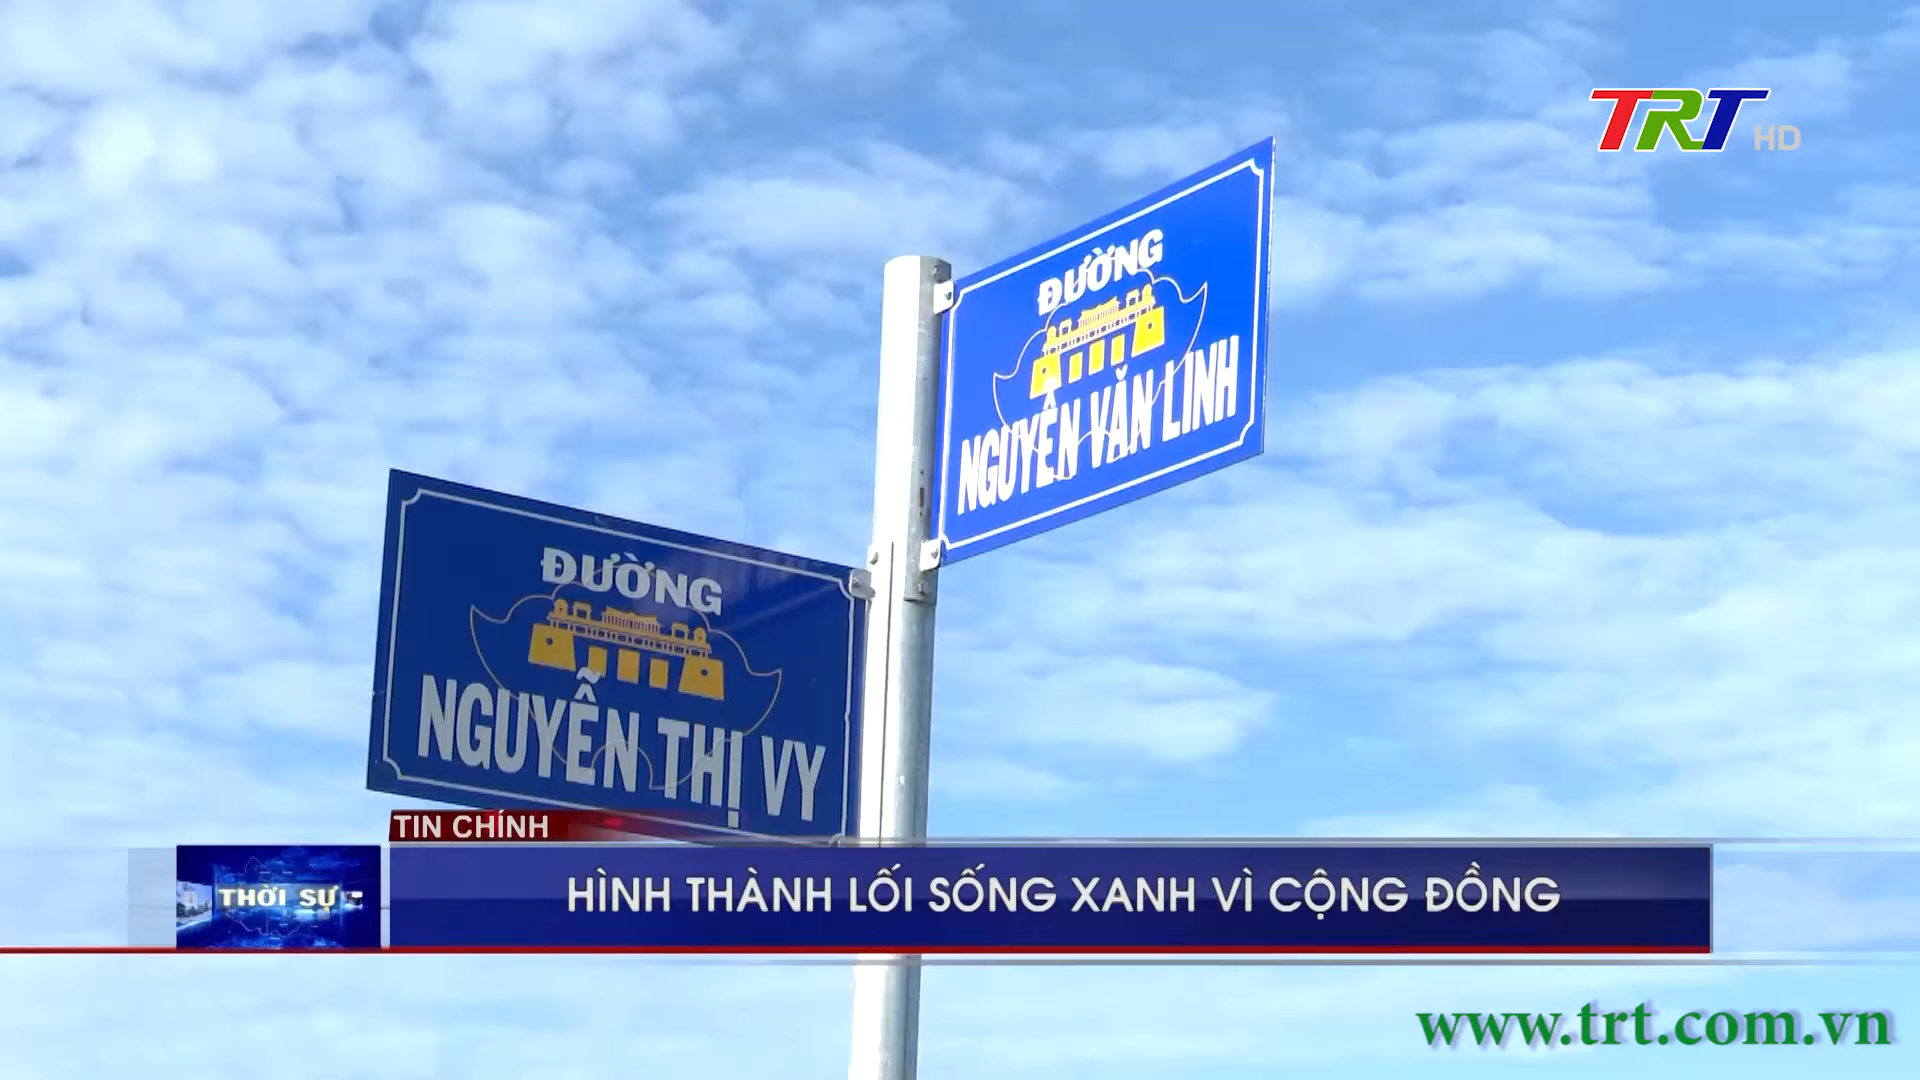 TRT HD
ĐƯỜNG
NGUYỄN VĂN LINH
ĐƯỜNG
NGUYỄN THỊ VY
TIN CHÍNH
THỜI SỰ
HÌNH THÀNH LỐI SỐNG XANH VÌ CỘNG ĐỒNG
www.trt.com.vn